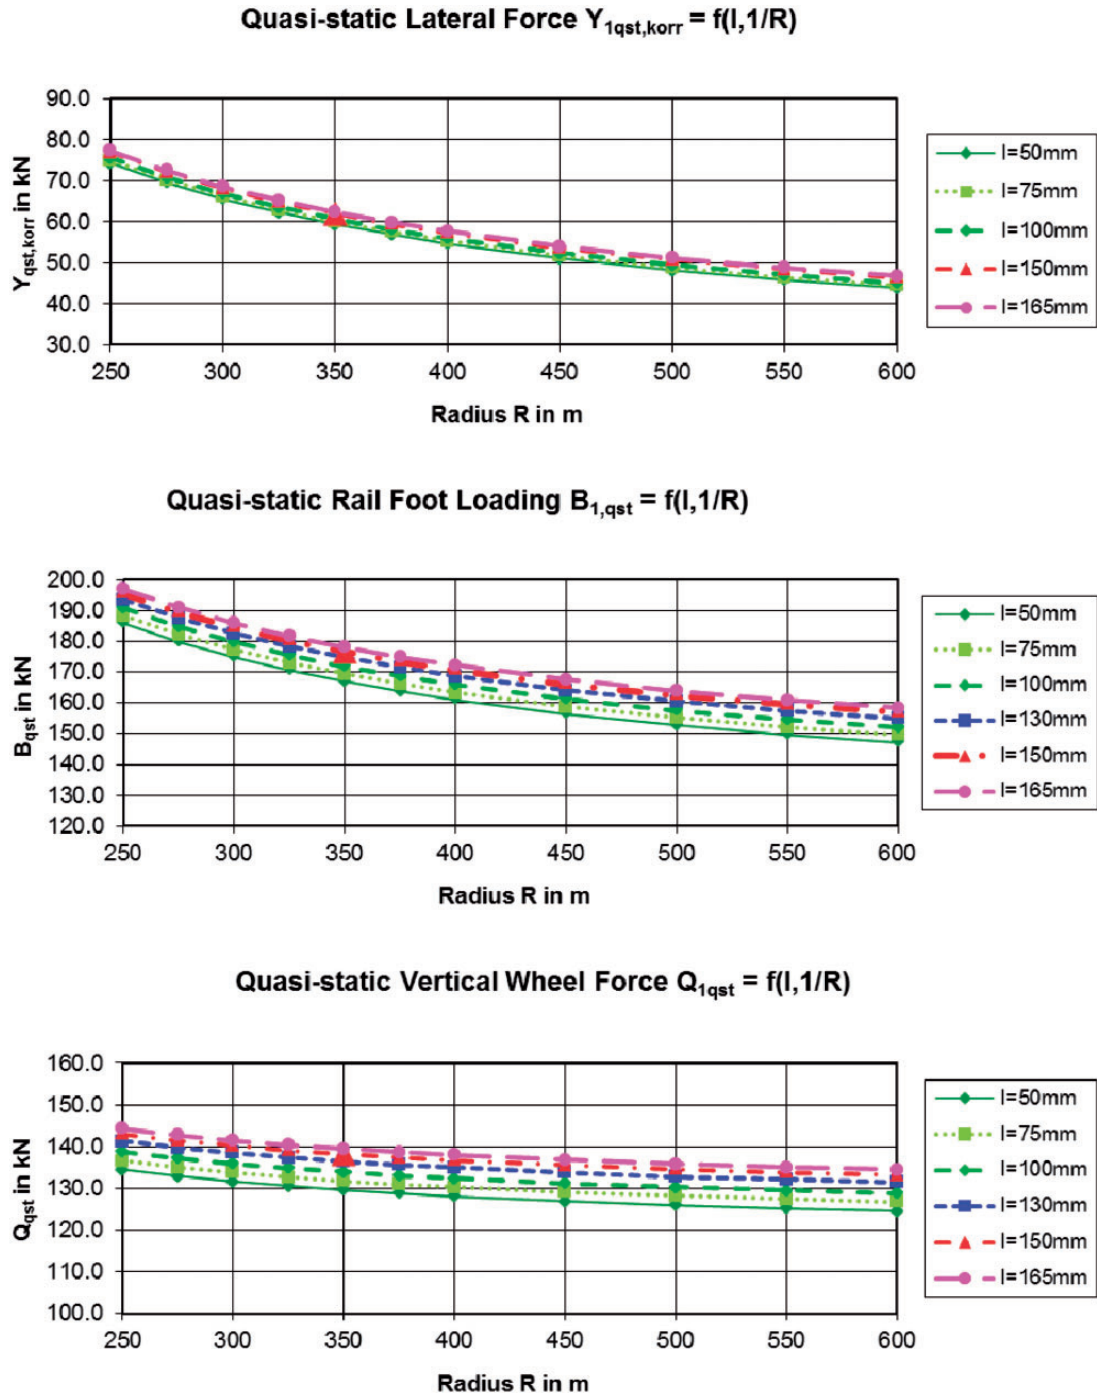 Quasi-static Lateral Force Y1qst,korr = f(I,1/R)
90.0
80.0
70.0
60.0
50.0
40.0
30.0
Yqst,korr in kN
250 300 350 400 450 500 550 600
Radius R in m
I=50mm
I=75mm
I=100mm
I=150mm
I=165mm
Quasi-static Rail Foot Loading B1,qst = f(I,1/R)
200.0
190.0
180.0
170.0
160.0
150.0
140.0
130.0
120.0
Bqst in kN
250 300 350 400 450 500 550 600
Radius R in m
I=50mm
I=75mm
I=100mm
I=130mm
I=150mm
I=165mm
Quasi-static Vertical Wheel Force Q1qst = f(I,1/R)
160.0
150.0
140.0
130.0
120.0
110.0
100.0
Qqst in kN
250 300 350 400 450 500 550 600
Radius R in m
I=50mm
I=75mm
I=100mm
I=130mm
I=150mm
I=165mm